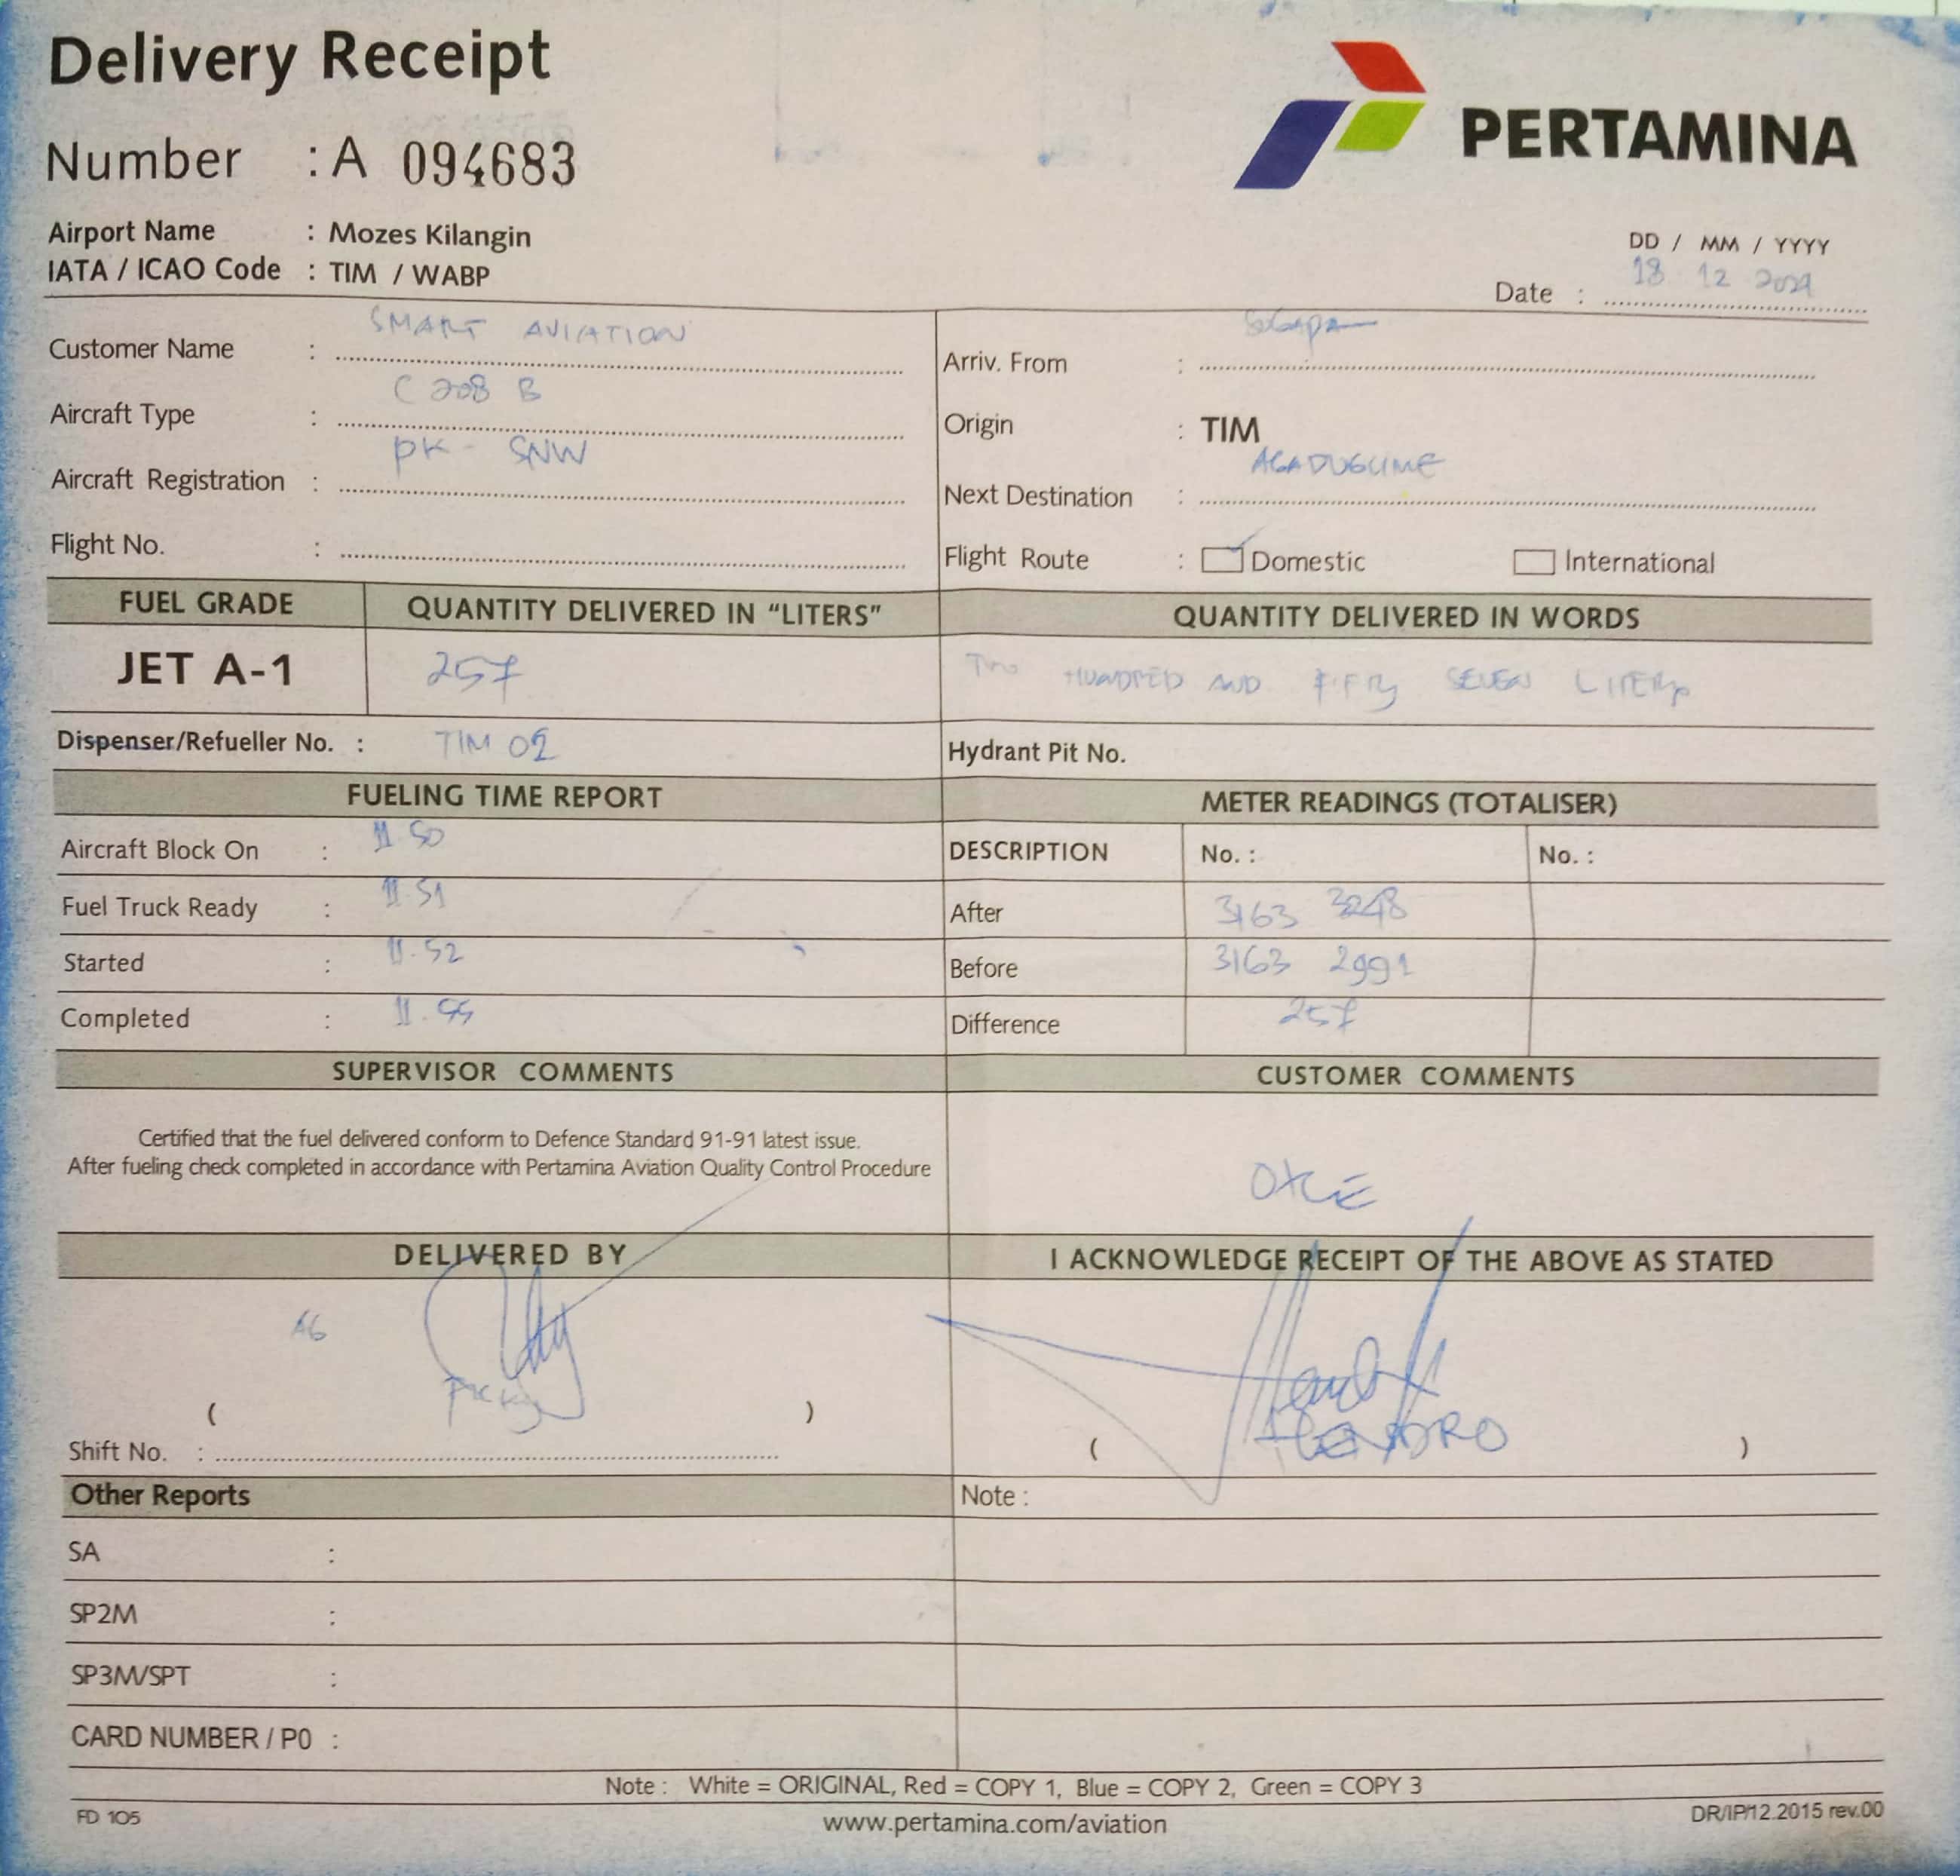 Delivery Receipt
PERTAMINA
Number : A 094683
Airport Name : Mozes Kilangin
IATA / ICAO Code : TIM / WABP
DD / MM / YYYY
Date : 18 12 2021
Customer Name : SMART AVIATION
Arriv. From :
Aircraft Type : C 208 B
Origin : TIM
Aircraft Registration : PK - SNW
Next Destination :
Flight No. :
Flight Route : Domestic International
FUEL GRADE QUANTITY DELIVERED IN "LITERS" QUANTITY DELIVERED IN WORDS
JET A-1 257 TWO HUNDRED AND FIFTY SEVEN LITERS
Dispenser/Refueller No. : TIM 02 Hydrant Pit No.
FUELING TIME REPORT METER READINGS (TOTALISER)
Aircraft Block On : 11.50 DESCRIPTION No. : No. :
Fuel Truck Ready : 11.51 After 3163 3248
Started : 11.52 Before 3163 2991
Completed : 11.55 Difference 257
SUPERVISOR COMMENTS CUSTOMER COMMENTS
Certified that the fuel delivered conform to Defence Standard 91-91 latest issue.
After fueling check completed in accordance with Pertamina Aviation Quality Control Procedure
OKE
DELIVERED BY I ACKNOWLEDGE RECEIPT OF THE ABOVE AS STATED
( )
Shift No. :
( )
Other Reports Note :
SA :
SP2M :
SP3M/SPT :
CARD NUMBER / P0 :
Note : White = ORIGINAL, Red = COPY 1, Blue = COPY 2, Green = COPY 3
FD 105 www.pertamina.com/aviation DR/IP/12.2015 rev.00